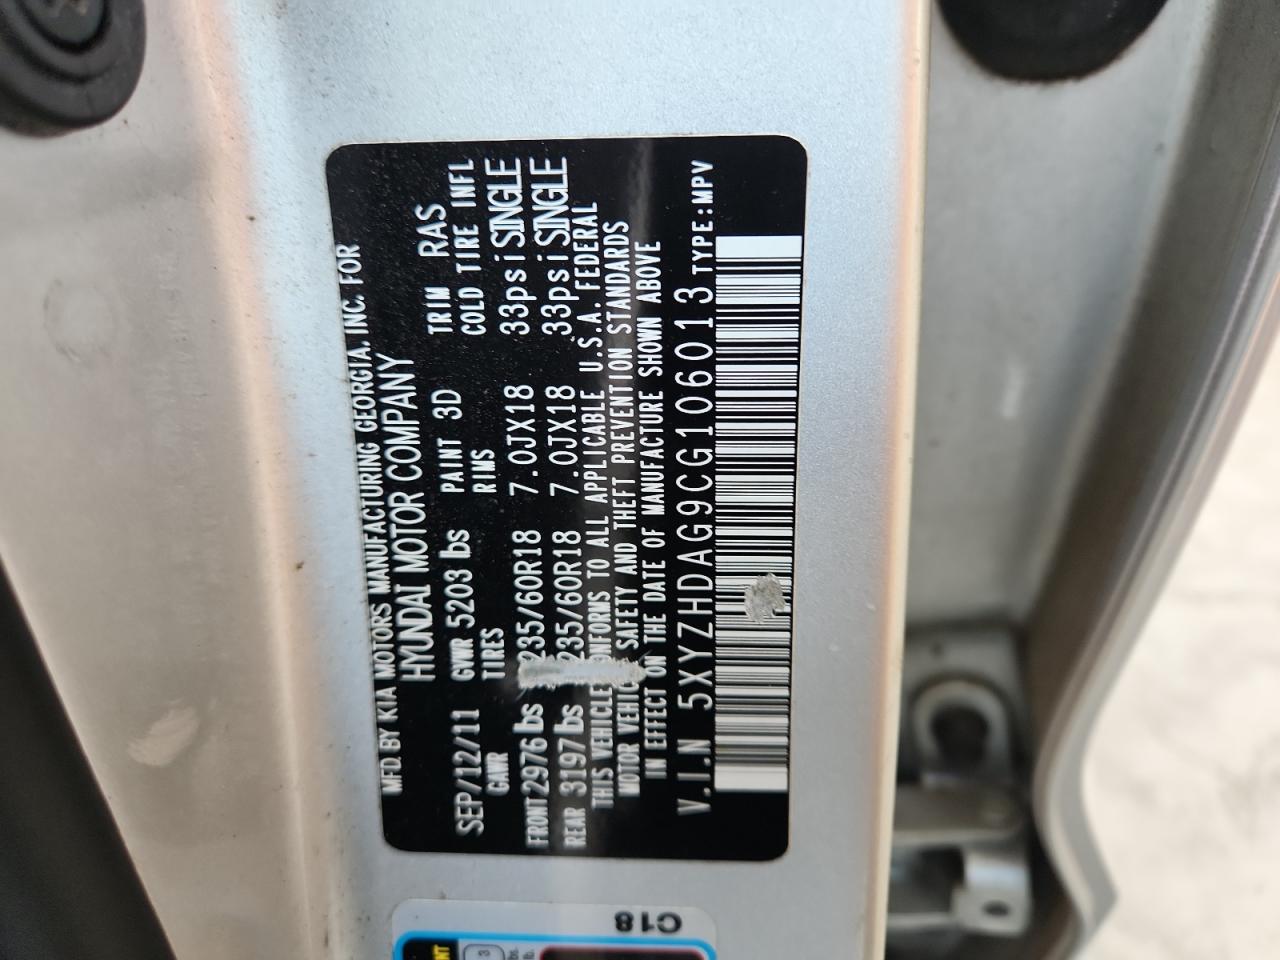 MFD. BY KIA MOTORS MANUFACTURING GEORGIA. INC. FOR
HYUNDAI MOTOR COMPANY
SEP/12/11 GVWR 5203 lbs PAINT 3D TRIM RAS
GAWR TIRES RIMS COLD TIRE INFL
FRONT 2976 lbs 235/60R18 7.0JX18 33psi SINGLE
REAR 3197 lbs 235/60R18 7.0JX18 33psi SINGLE
THIS VEHICLE CONFORMS TO ALL APPLICABLE U.S.A. FEDERAL
MOTOR VEHICLE SAFETY AND THEFT PREVENTION STANDARDS
IN EFFECT ON THE DATE OF MANUFACTURE SHOWN ABOVE
V.I.N 5XYZHDAG9CG106013 TYPE:MPV
C18